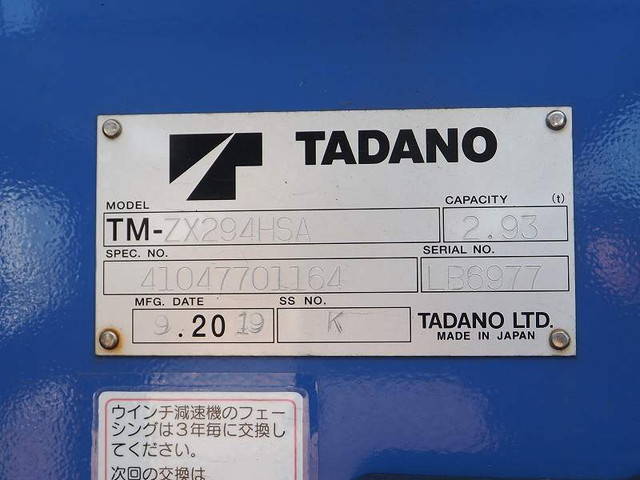 TADANO
MODEL
TM-ZX294HSA
CAPACITY (t)
2.93
SPEC. NO.
41047701164
SERIAL NO.
LB6977
MFG. DATE
9.2019
SS NO.
K
TADANO LTD.
MADE IN JAPAN
ウインチ減速機のフェー
シングは3年毎に交換し
てください。
次回の交換は